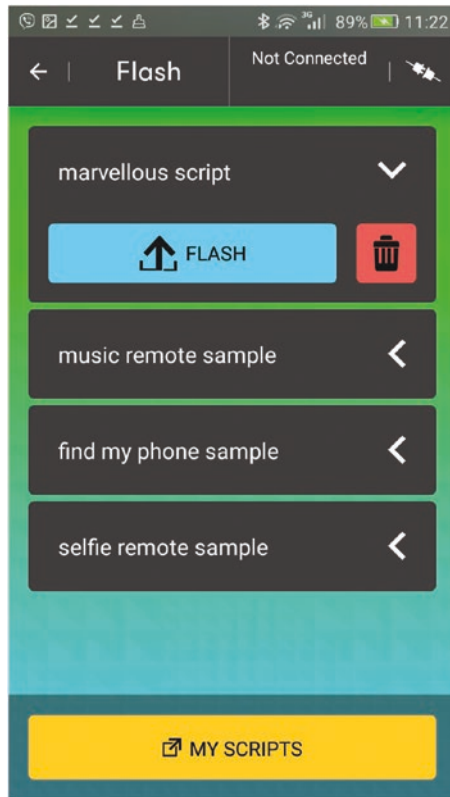 3G 89% 11:22
Flash
Not Connected
marvellous script
FLASH
music remote sample
find my phone sample
selfie remote sample
MY SCRIPTS